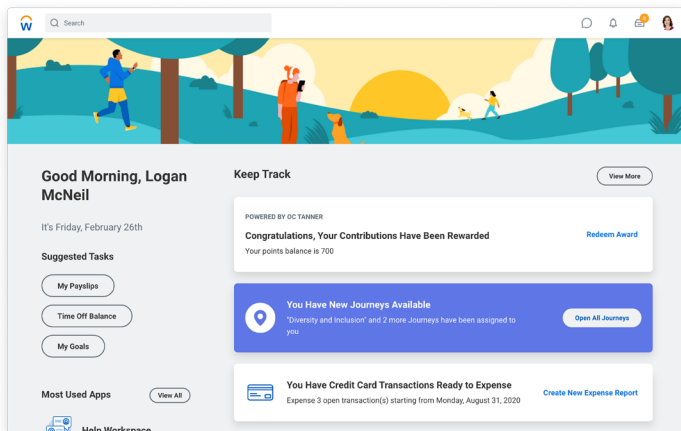 Search
Good Morning, Logan
McNeil
It's Friday, February 26th
Suggested Tasks
My Payslips
Time Off Balance
My Goals
Most Used Apps
View All
Help Workspace
Keep Track
View More
POWERED BY OC TANNER
Congratulations, Your Contributions Have Been Rewarded
Your points balance is 700
Redeem Award
You Have New Journeys Available
"Diversity and Inclusion" and 2 more Journeys have been assigned to
you
Open All Journeys
You Have Credit Card Transactions Ready to Expense
Expense 3 open transaction(s) starting from Monday, August 31, 2020
Create New Expense Report